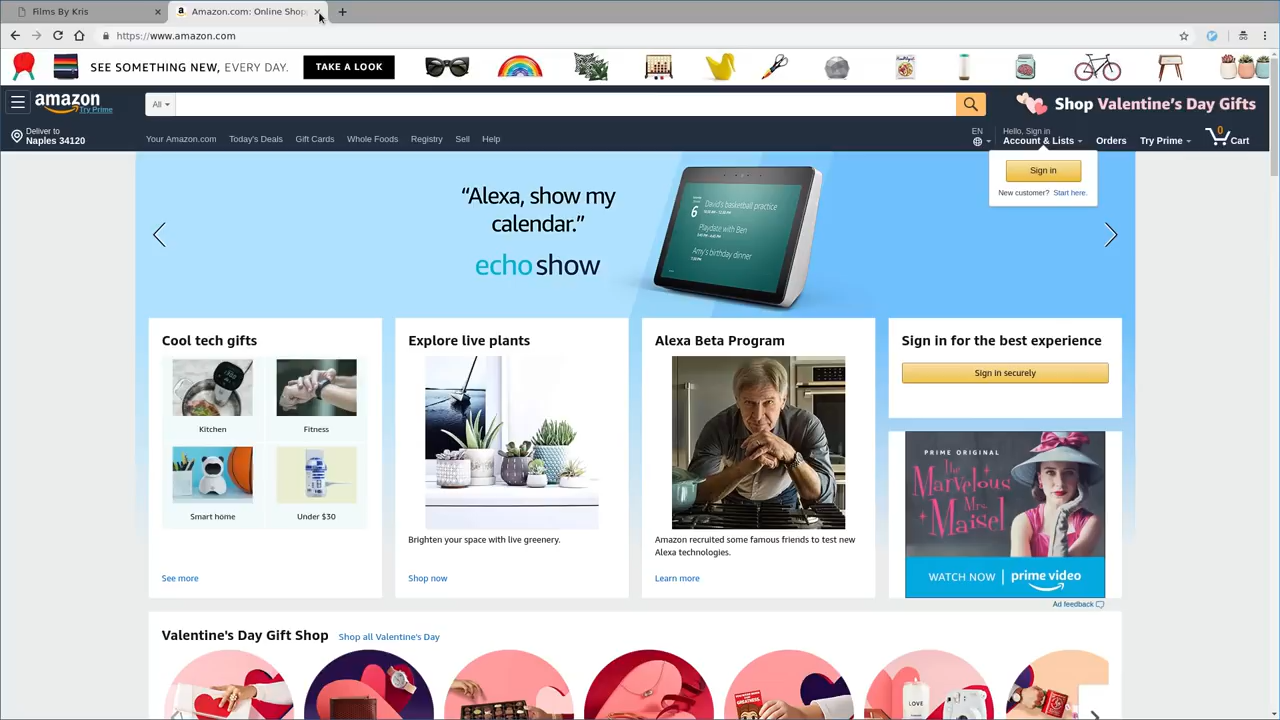 Films By Kris
Amazon.com: Online Shop
https://www.amazon.com
SEE SOMETHING NEW, EVERY DAY.
TAKE A LOOK
amazon
Try Prime
All
Shop Valentine's Day Gifts
Deliver to
Naples 34120
Your Amazon.com
Today's Deals
Gift Cards
Whole Foods
Registry
Sell
Help
EN
Hello. Sign in
Account & Lists
Orders
Try Prime
0
Cart
Sign in
New customer? Start here.
“Alexa, show my
calendar.”
echo show
6
David's basketball practice
Playdate with Ben
Amy's birthday dinner
Cool tech gifts
Kitchen
Fitness
Smart home
Under $30
See more
Explore live plants
Brighten your space with live greenery.
Shop now
Alexa Beta Program
Amazon recruited some famous friends to test new
Alexa technologies.
Learn more
Sign in for the best experience
Sign in securely
PRIME ORIGINAL
The
Marvelous
Mrs.
Maisel
WATCH NOW | prime video
Ad feedback
Valentine's Day Gift Shop
Shop all Valentine's Day
LOVE